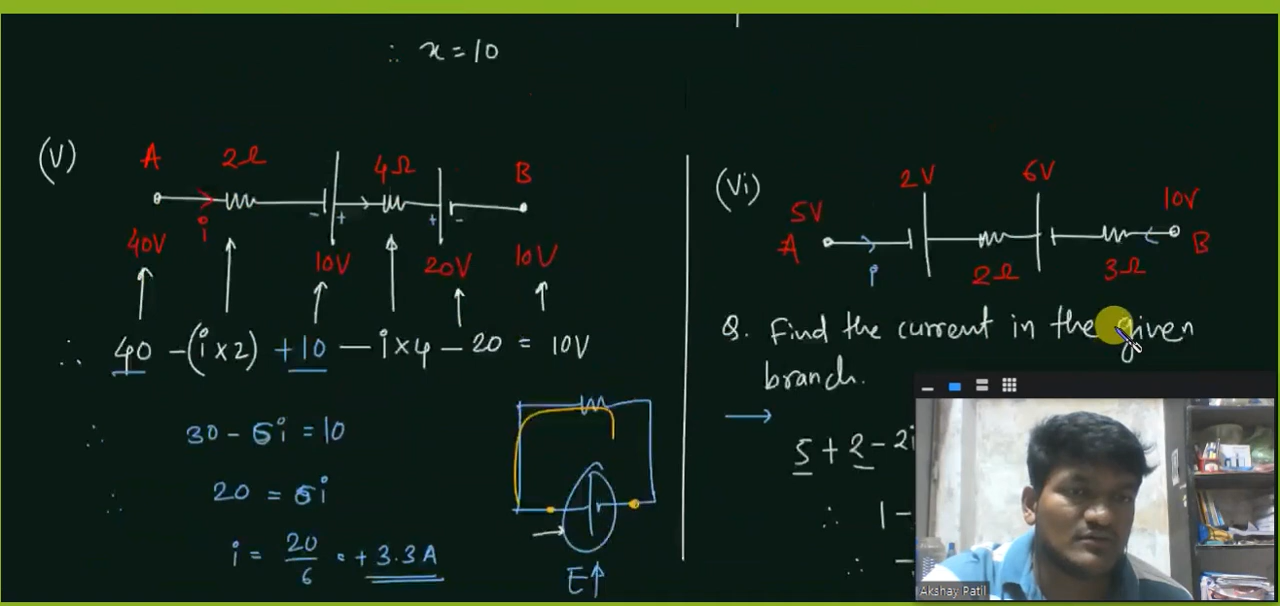 ∴ x = 10
(V)
A 2Ω 4Ω B
i
- + + -
40V 10V 20V 10V
∴ 40 - (i×2) + 10 - i×4 - 20 = 10V
∴ 30 - 6i = 10
∴ 20 = 6i
i = 20/6 = +3.3A
E↑
(Vi)
2V 6V
5V 10V
A B
i 2Ω 3Ω
Q. Find the current in the given
branch.
→
5 + 2 - 2i
∴ 1 -
∴ -
Akshay Patil